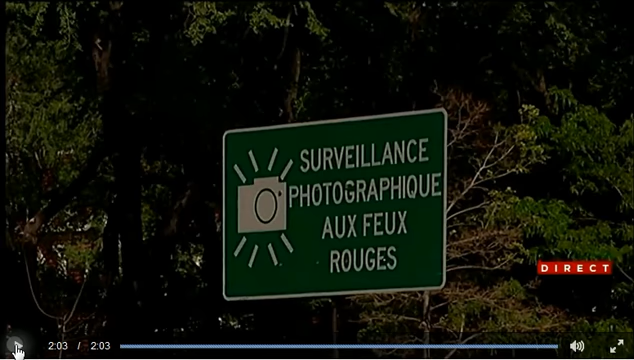 SURVEILLANCE
PHOTOGRAPHIQUE
AUX FEUX
ROUGES
DIRECT
2:03 / 2:03